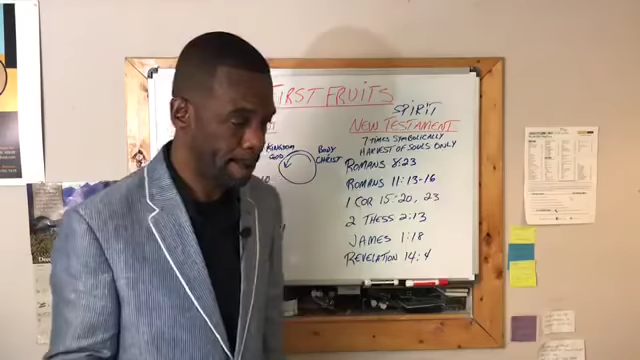 FIRST FRUITS
SPIRIT
NEW TESTAMENT
7 TIMES SYMBOLICALLY
HARVEST OF SOULS ONLY
KINGDOM
GOD
BODY
CHRIST
ROMANS 8:23
ROMANS 11:13-16
1 COR 15:20, 23
2 THESS 2:13
JAMES 1:18
REVELATION 14:4